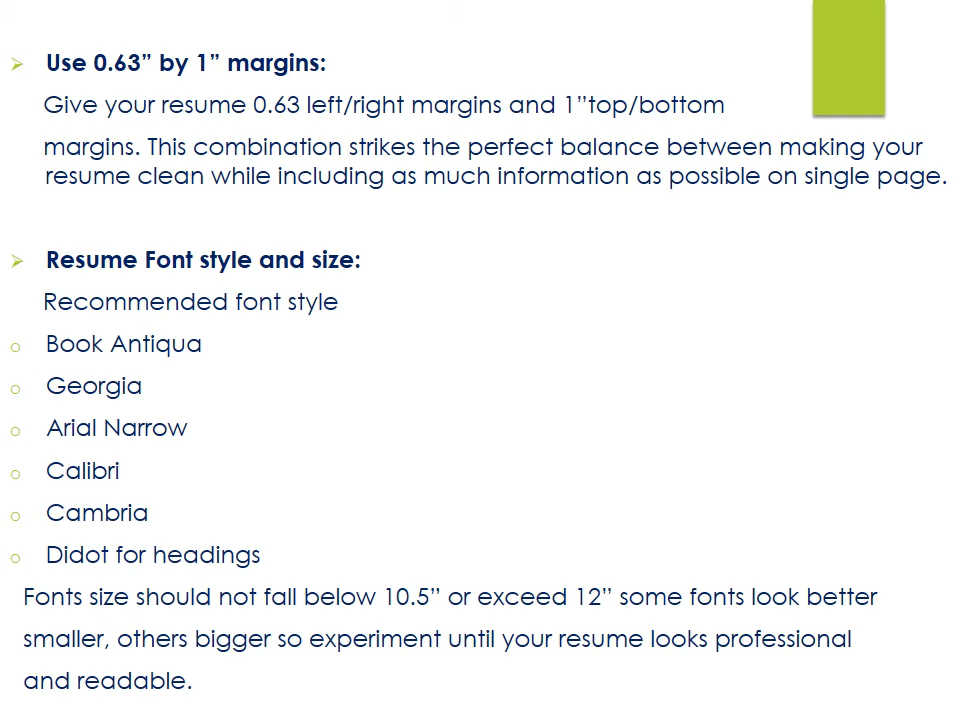 Use 0.63” by 1” margins:
Give your resume 0.63 left/right margins and 1”top/bottom
margins. This combination strikes the perfect balance between making your
resume clean while including as much information as possible on single page.
Resume Font style and size:
Recommended font style
Book Antiqua
Georgia
Arial Narrow
Calibri
Cambria
Didot for headings
Fonts size should not fall below 10.5” or exceed 12” some fonts look better
smaller, others bigger so experiment until your resume looks professional
and readable.